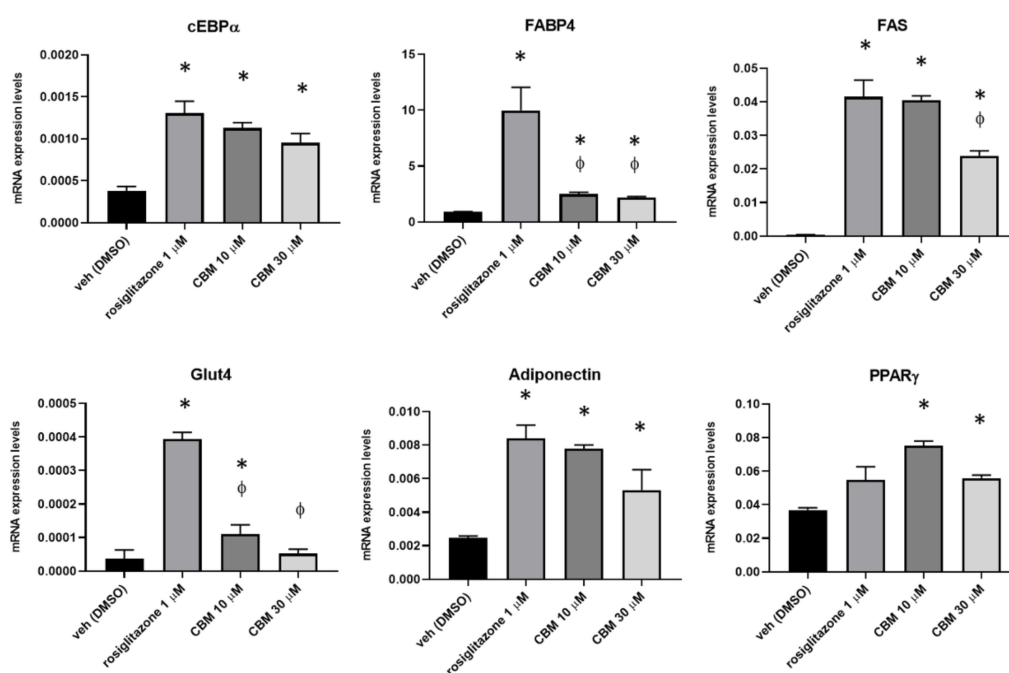 cEBPα
mRNA expression levels
0.0020
0.0015
0.0010
0.0005
0.0000
*
*
*
veh (DMSO)
rosiglitazone 1 μM
CBM 10 μM
CBM 30 μM
FABP4
mRNA expression levels
15
10
5
0
*
*
ϕ
*
ϕ
veh (DMSO)
rosiglitazone 1 μM
CBM 10 μM
CBM 30 μM
FAS
mRNA expression levels
0.05
0.04
0.03
0.02
0.01
0.00
*
*
*
ϕ
veh (DMSO)
rosiglitazone 1 μM
CBM 10 μM
CBM 30 μM
Glut4
mRNA expression levels
0.0005
0.0004
0.0003
0.0002
0.0001
0.0000
*
*
ϕ
ϕ
veh (DMSO)
rosiglitazone 1 μM
CBM 10 μM
CBM 30 μM
Adiponectin
mRNA expression levels
0.010
0.008
0.006
0.004
0.002
0.000
*
*
*
veh (DMSO)
rosiglitazone 1 μM
CBM 10 μM
CBM 30 μM
PPARγ
mRNA expression levels
0.10
0.08
0.06
0.04
0.02
0.00
*
*
veh (DMSO)
rosiglitazone 1 μM
CBM 10 μM
CBM 30 μM